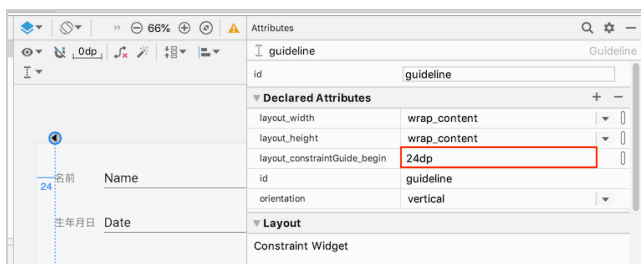 66% Attributes
0dp guideline Guideline
id guideline
Declared Attributes
layout_width wrap_content
layout_height wrap_content
layout_constraintGuide_begin 24dp
id guideline
orientation vertical
Layout
Constraint Widget
24 名前 Name
生年月日 Date